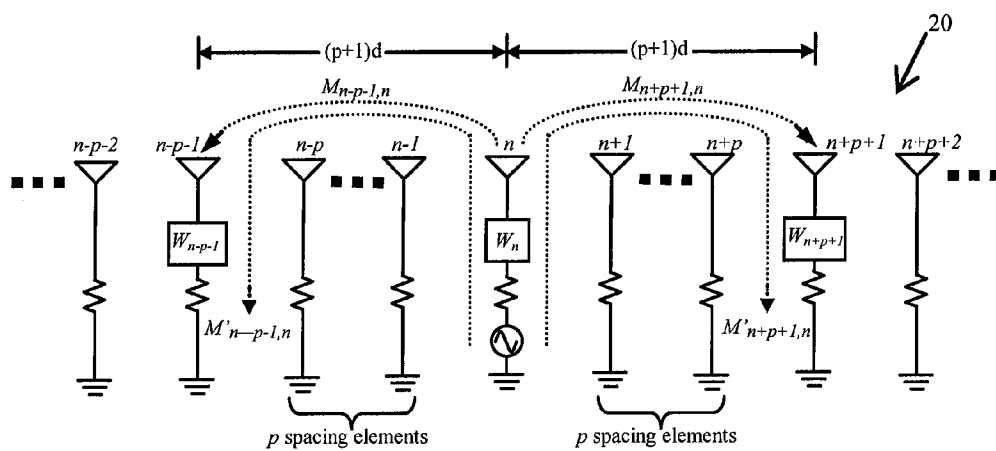 20
(p+1)d (p+1)d
M_{n-p-1,n} M_{n+p+1,n}
n-p-2 n-p-1 n-p n-1 n n+1 n+p n+p+1 n+p+2
W_{n-p-1} W_n W_{n+p+1}
M'_{n—p-1,n} M'_{n+p+1,n}
p spacing elements p spacing elements